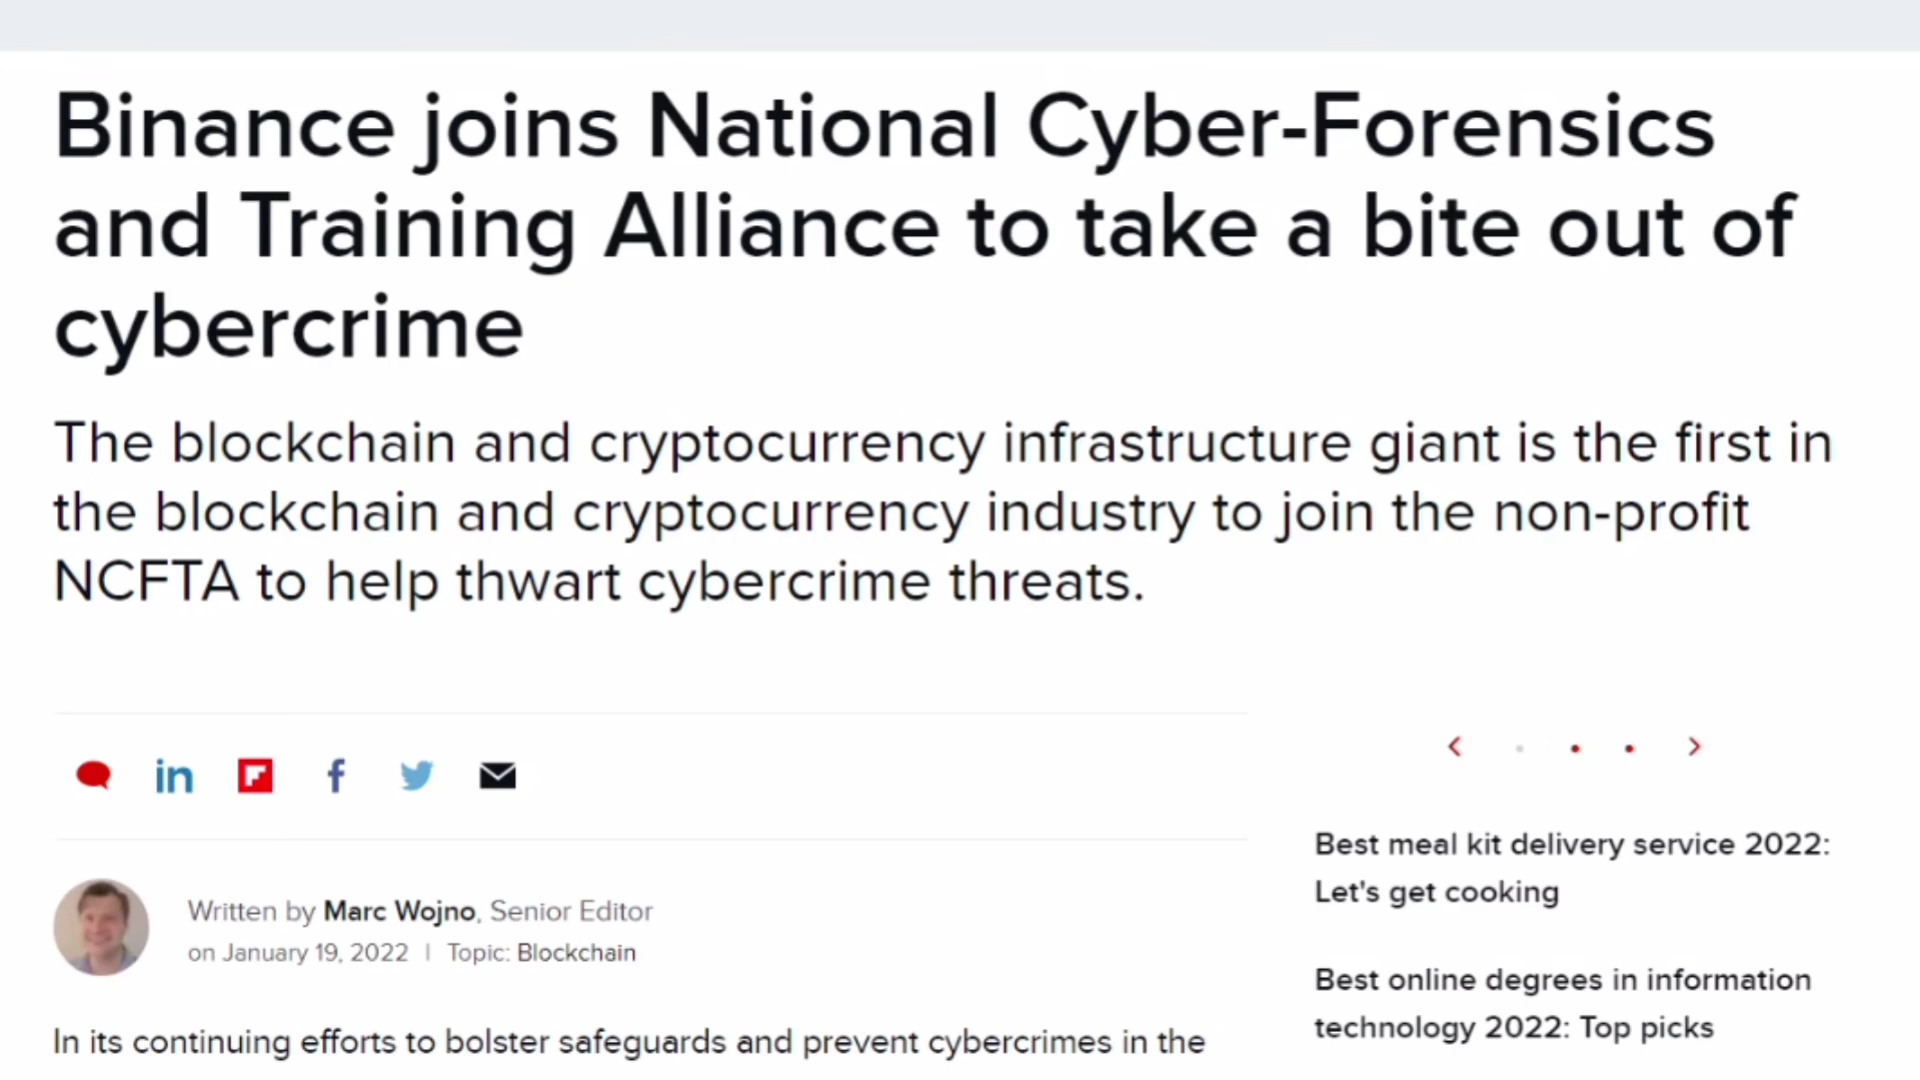 Binance joins National Cyber-Forensics
and Training Alliance to take a bite out of
cybercrime
The blockchain and cryptocurrency infrastructure giant is the first in
the blockchain and cryptocurrency industry to join the non-profit
NCFTA to help thwart cybercrime threats.
Written by Marc Wojno, Senior Editor
on January 19, 2022 | Topic: Blockchain
In its continuing efforts to bolster safeguards and prevent cybercrimes in the
Best meal kit delivery service 2022:
Let's get cooking
Best online degrees in information
technology 2022: Top picks